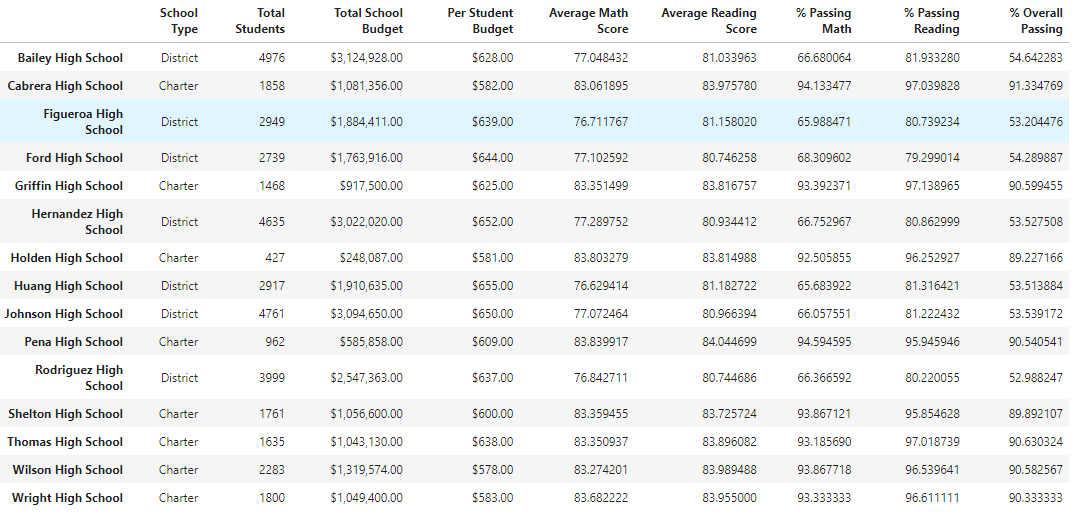 School Type Total Students Total School Budget Per Student Budget Average Math Score Average Reading Score % Passing Math % Passing Reading % Overall Passing
Bailey High School District 4976 $3,124,928.00 $628.00 77.048432 81.033963 66.680064 81.933280 54.642283
Cabrera High School Charter 1858 $1,081,356.00 $582.00 83.061895 83.975780 94.133477 97.039828 91.334769
Figueroa High School District 2949 $1,884,411.00 $639.00 76.711767 81.158020 65.988471 80.739234 53.204476
Ford High School District 2739 $1,763,916.00 $644.00 77.102592 80.746258 68.309602 79.299014 54.289887
Griffin High School Charter 1468 $917,500.00 $625.00 83.351499 83.816757 93.392371 97.138965 90.599455
Hernandez High School District 4635 $3,022,020.00 $652.00 77.289752 80.934412 66.752967 80.862999 53.527508
Holden High School Charter 427 $248,087.00 $581.00 83.803279 83.814988 92.505855 96.252927 89.227166
Huang High School District 2917 $1,910,635.00 $655.00 76.629414 81.182722 65.683922 81.316421 53.513884
Johnson High School District 4761 $3,094,650.00 $650.00 77.072464 80.966394 66.057551 81.222432 53.539172
Pena High School Charter 962 $585,858.00 $609.00 83.839917 84.044699 94.594595 95.945946 90.540541
Rodriguez High School District 3999 $2,547,363.00 $637.00 76.842711 80.744686 66.366592 80.220055 52.988247
Shelton High School Charter 1761 $1,056,600.00 $600.00 83.359455 83.725724 93.867121 95.854628 89.892107
Thomas High School Charter 1635 $1,043,130.00 $638.00 83.350937 83.896082 93.185690 97.018739 90.630324
Wilson High School Charter 2283 $1,319,574.00 $578.00 83.274201 83.989488 93.867718 96.539641 90.582567
Wright High School Charter 1800 $1,049,400.00 $583.00 83.682222 83.955000 93.333333 96.611111 90.333333